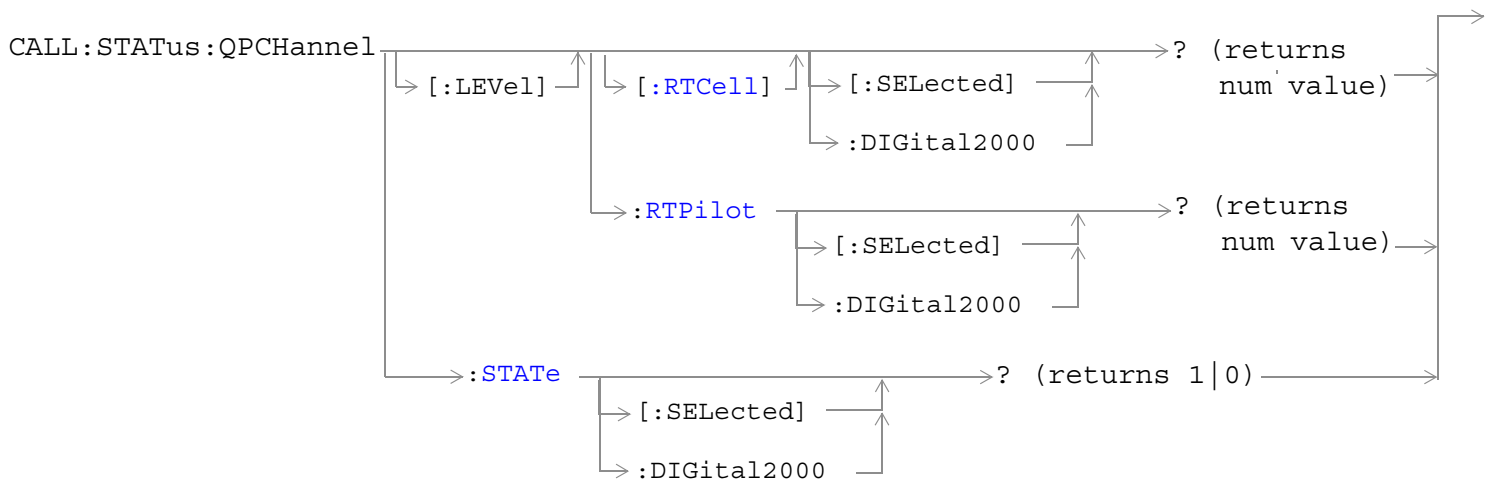 CALL:STATus:QPCHannel
? (returns
num value)
[:LEVel]
[:RTCell]
[:SELected]
:DIGital2000
:RTPilot
? (returns
num value)
[:SELected]
:DIGital2000
:STATe
? (returns 1|0)
[:SELected]
:DIGital2000